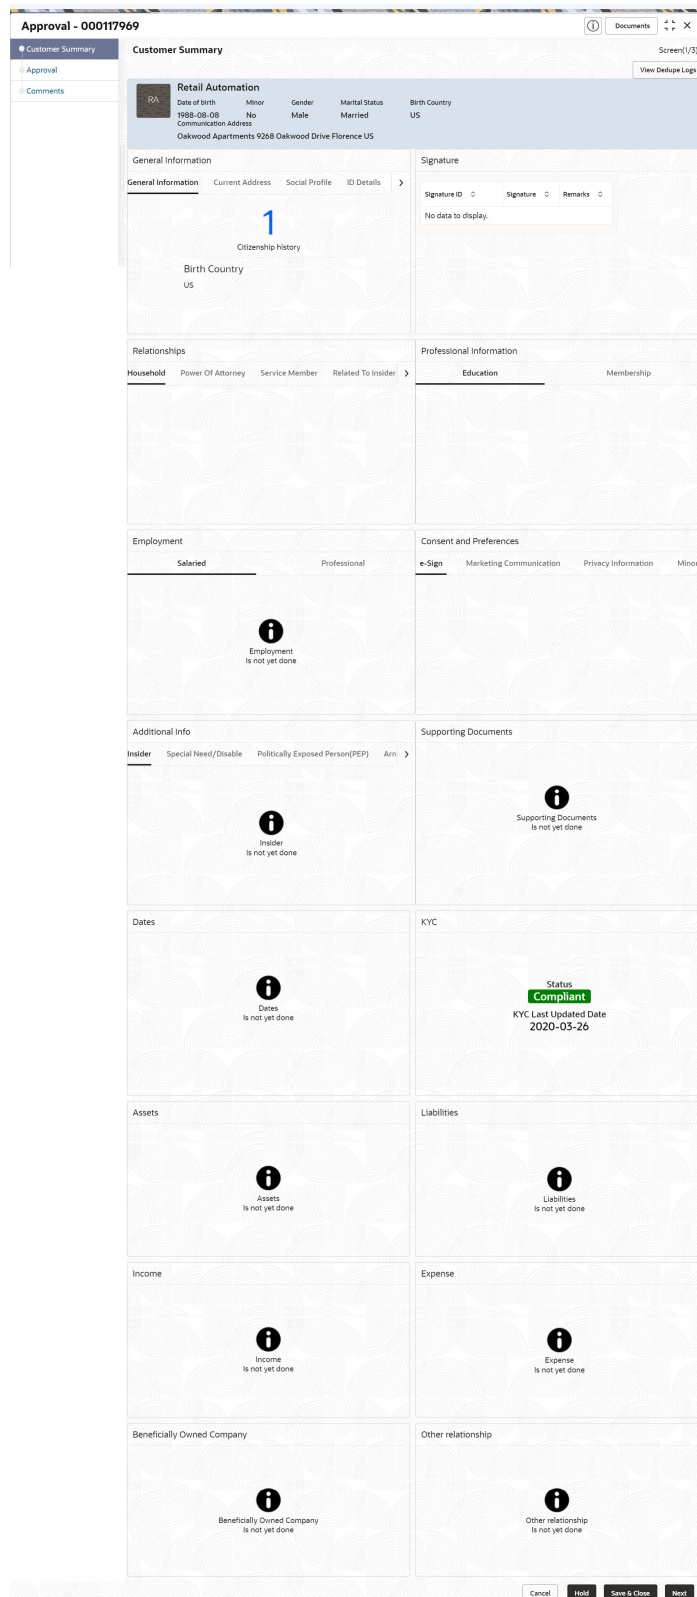 Approval - 000117969
Documents
Customer Summary
Approval
Comments
Customer Summary
Screen(1/3)
View Dedupe Logs
RA
Retail Automation
Date of birth Minor Gender Marital Status Birth Country
1988-08-08 No Male Married US
Communication Address
Oakwood Apartments 9268 Oakwood Drive Florence US
General Information
General Information Current Address Social Profile ID Details
1
Citizenship history
Birth Country
US
Signature
Signature ID Signature Remarks
No data to display.
Relationships
Household Power Of Attorney Service Member Related To Insider
Professional Information
Education Membership
Employment
Salaried Professional
Employment
Is not yet done
Consent and Preferences
e-Sign Marketing Communication Privacy Information Minor
Additional Info
Insider Special Need/Disable Politically Exposed Person(PEP) Arn
Insider
Is not yet done
Supporting Documents
Supporting Documents
Is not yet done
Dates
Dates
Is not yet done
KYC
Status
Compliant
KYC Last Updated Date
2020-03-26
Assets
Assets
Is not yet done
Liabilities
Liabilities
Is not yet done
Income
Income
Is not yet done
Expense
Expense
Is not yet done
Beneficially Owned Company
Beneficially Owned Company
Is not yet done
Other relationship
Other relationship
Is not yet done
Cancel Hold Save & Close Next